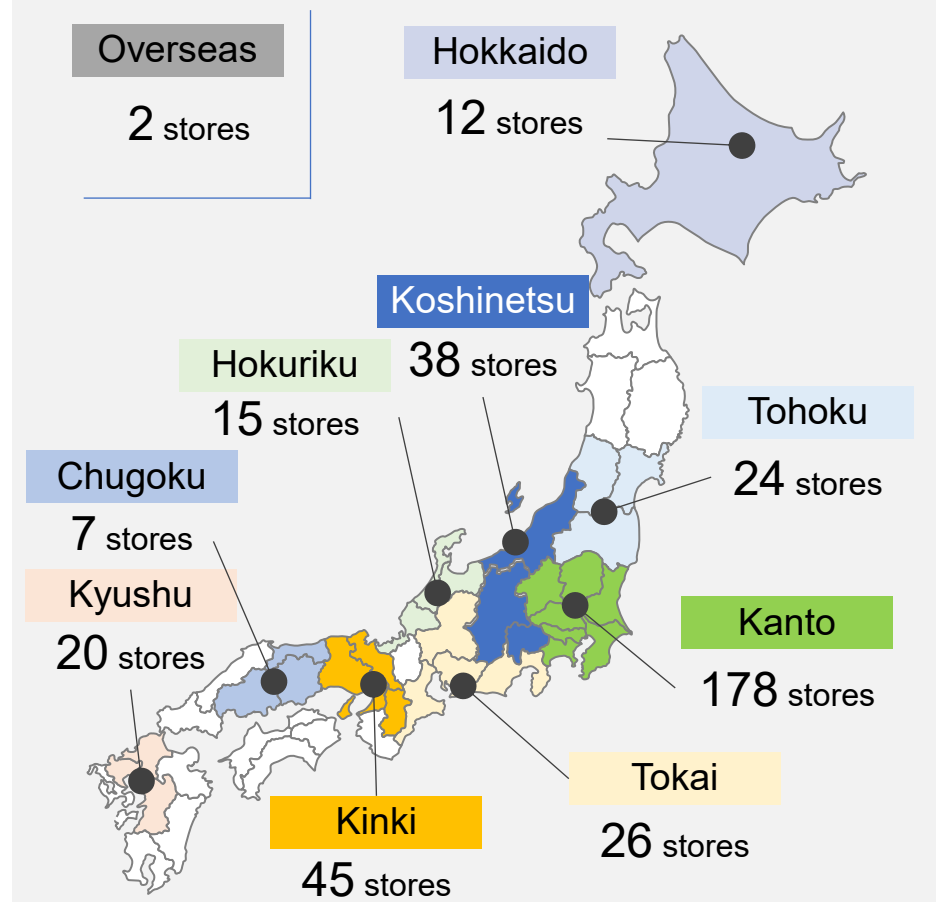 Overseas
2 stores
Hokkaido
12 stores
Koshinetsu
38 stores
Hokuriku
15 stores
Tohoku
24 stores
Chugoku
7 stores
Kyushu
20 stores
Kanto
178 stores
Tokai
26 stores
Kinki
45 stores